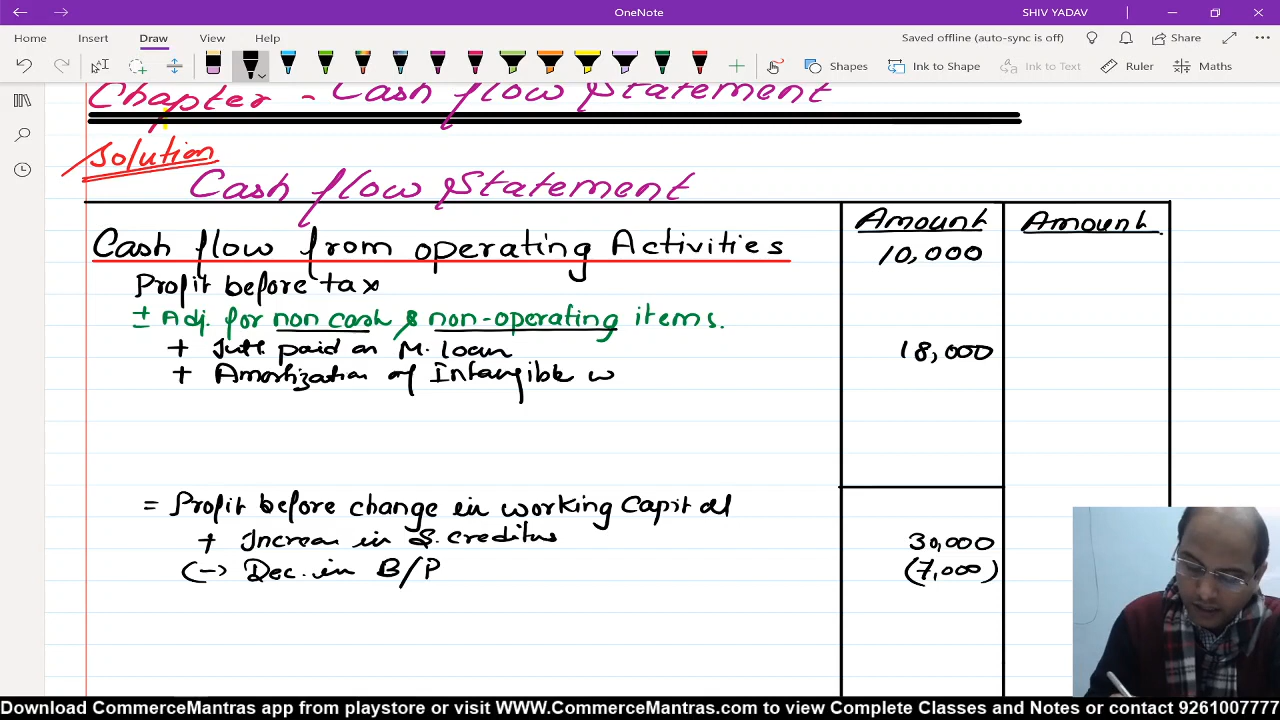 OneNote
SHIV YADAV
Home Insert Draw View Help
Saved offline (auto-sync is off)
Share
Shapes
Ink to Shape
Ink to Text
Ruler
Maths
Chapter - Cash flow Statement
Solution
Cash flow Statement
Amount Amount
Cash flow from operating Activities 10,000
Profit before tax
± Adj. for non cash & non-operating items.
+ Intt. paid on M. loan 18,000
+ Amortization of Intangible w
= Profit before change in working Capital
+ Increase in S. creditors 30,000
(-) Dec. in B/P (7,000)
Download CommerceMantras app from playstore or visit WWW.CommerceMantras.com to view Complete Classes and Notes or contact 9261007777